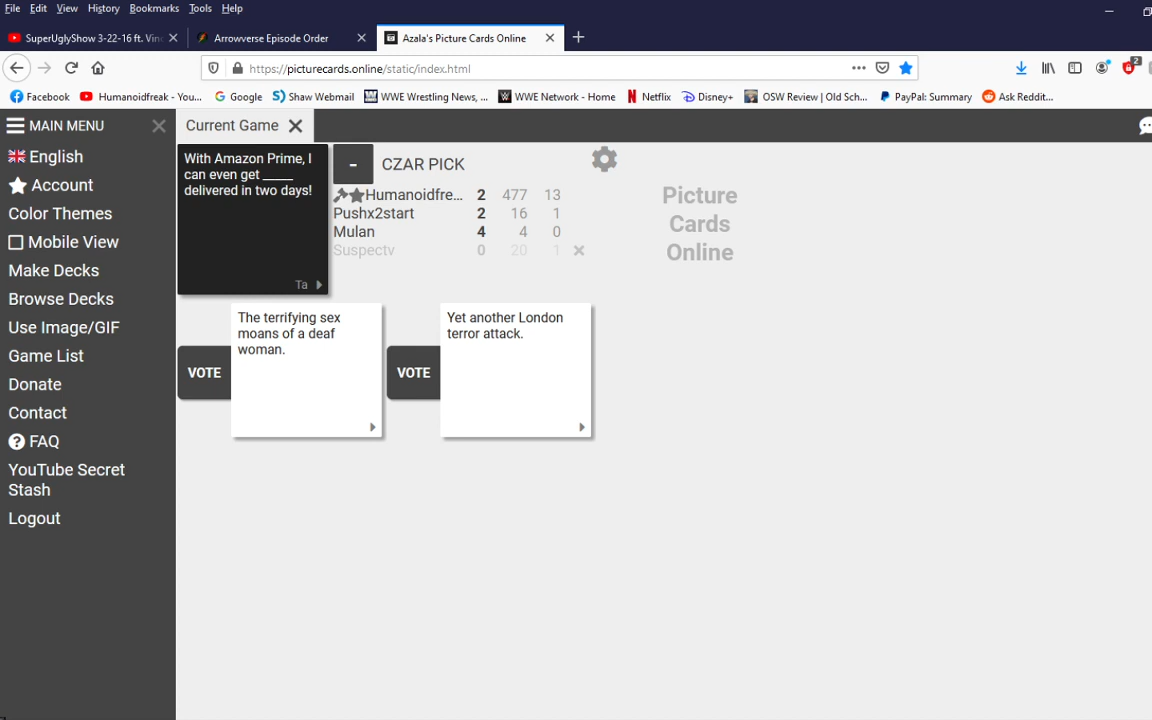 File Edit View History Bookmarks Tools Help
SuperUglyShow 3-22-16 ft. Vin
Arrowverse Episode Order
Azala's Picture Cards Online
https://picturecards.online/static/index.html
2
Facebook
Humanoidfreak - You...
Google
Shaw Webmail
WWE Wrestling News, ...
WWE Network - Home
Netflix
Disney+
OSW Review | Old Sch...
PayPal: Summary
Ask Reddit...
MAIN MENU
English
Account
Color Themes
Mobile View
Make Decks
Browse Decks
Use Image/GIF
Game List
Donate
Contact
FAQ
YouTube Secret
Stash
Logout
Current Game
With Amazon Prime, I
can even get _____
delivered in two days!
Ta
-
CZAR PICK
Humanoidfre... 2 477 13
Pushx2start 2 16 1
Mulan 4 4 0
Suspectv 0 20 1
Picture
Cards
Online
VOTE
The terrifying sex
moans of a deaf
woman.
VOTE
Yet another London
terror attack.